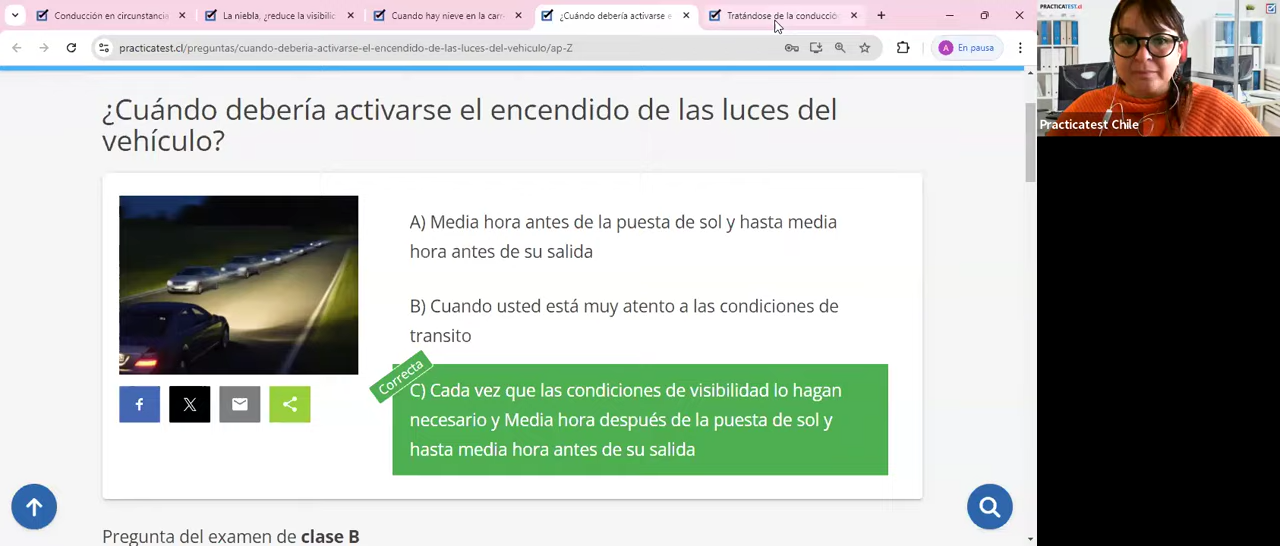 Conducción en circunstancia
La niebla, ¿reduce la visibilid
Cuando hay nieve en la carr
¿Cuándo debería activarse e
Tratándose de la conducción
practicatest.cl/preguntas/cuando-deberia-activarse-el-encendido-de-las-luces-del-vehiculo/ap-Z
A
En pausa
PRACTICATEST.cl
Practicatest Chile
¿Cuándo debería activarse el encendido de las luces del
vehículo?
A) Media hora antes de la puesta de sol y hasta media
hora antes de su salida
B) Cuando usted está muy atento a las condiciones de
transito
Correcta
C) Cada vez que las condiciones de visibilidad lo hagan
necesario y Media hora después de la puesta de sol y
hasta media hora antes de su salida
Pregunta del examen de clase B